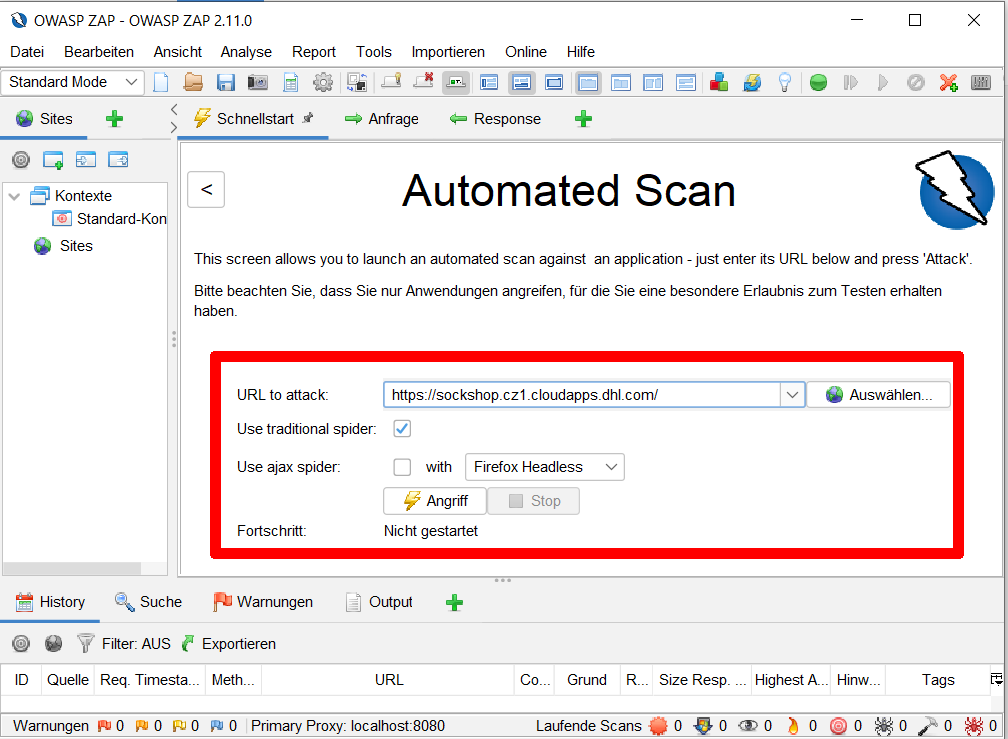 OWASP ZAP - OWASP ZAP 2.11.0
Datei Bearbeiten Ansicht Analyse Report Tools Importieren Online Hilfe
Standard Mode
Sites Schnellstart Anfrage Response
<
Automated Scan
Kontexte
Standard-Kon
Sites
This screen allows you to launch an automated scan against an application - just enter its URL below and press 'Attack'.
Bitte beachten Sie, dass Sie nur Anwendungen angreifen, für die Sie eine besondere Erlaubnis zum Testen erhalten
haben.
URL to attack: https://sockshop.cz1.cloudapps.dhl.com/ Auswählen...
Use traditional spider:
Use ajax spider: with Firefox Headless
Angriff Stop
Fortschritt: Nicht gestartet
History Suche Warnungen Output
Filter: AUS Exportieren
ID Quelle Req. Timesta... Meth... URL Co... Grund R... Size Resp. ... Highest A... Hinw... Tags
Warnungen 0 0 0 0 Primary Proxy: localhost:8080 Laufende Scans 0 0 0 0 0 0 0 0